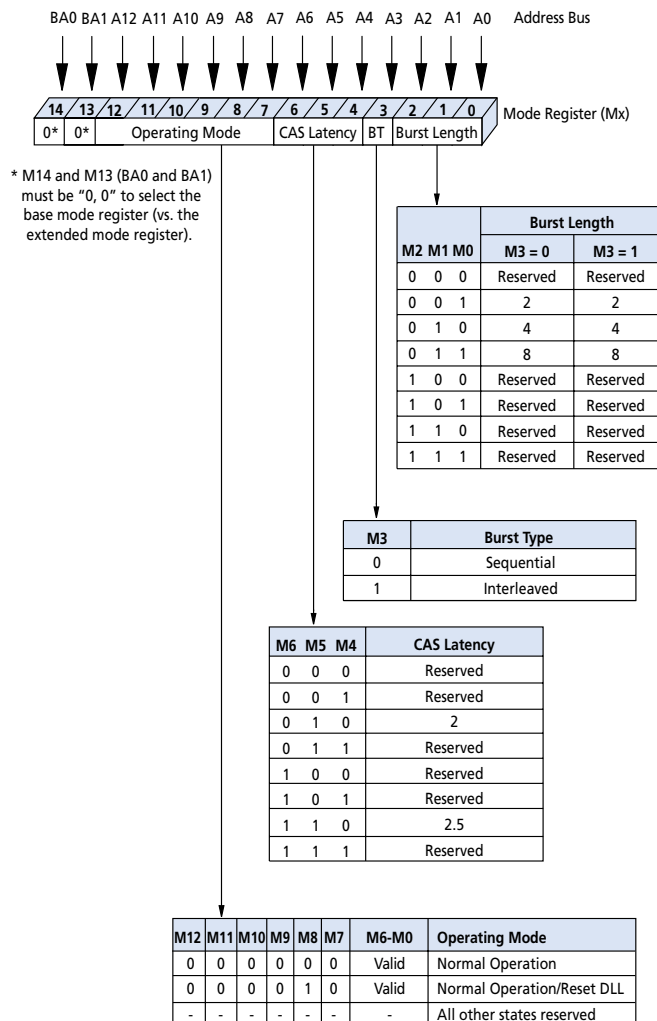 BA0 BA1 A12 A11 A10 A9 A8 A7 A6 A5 A4 A3 A2 A1 A0 Address Bus
14 13 12 11 10 9 8 7 6 5 4 3 2 1 0 Mode Register (Mx)
0* 0* Operating Mode CAS Latency BT Burst Length
* M14 and M13 (BA0 and BA1)
must be “0, 0” to select the
base mode register (vs. the
extended mode register).
Burst Length
M2 M1 M0 M3 = 0 M3 = 1
0 0 0 Reserved Reserved
0 0 1 2 2
0 1 0 4 4
0 1 1 8 8
1 0 0 Reserved Reserved
1 0 1 Reserved Reserved
1 1 0 Reserved Reserved
1 1 1 Reserved Reserved
M3 Burst Type
0 Sequential
1 Interleaved
M6 M5 M4 CAS Latency
0 0 0 Reserved
0 0 1 Reserved
0 1 0 2
0 1 1 Reserved
1 0 0 Reserved
1 0 1 Reserved
1 1 0 2.5
1 1 1 Reserved
M12 M11 M10 M9 M8 M7 M6-M0 Operating Mode
0 0 0 0 0 0 Valid Normal Operation
0 0 0 0 1 0 Valid Normal Operation/Reset DLL
- - - - - - - All other states reserved